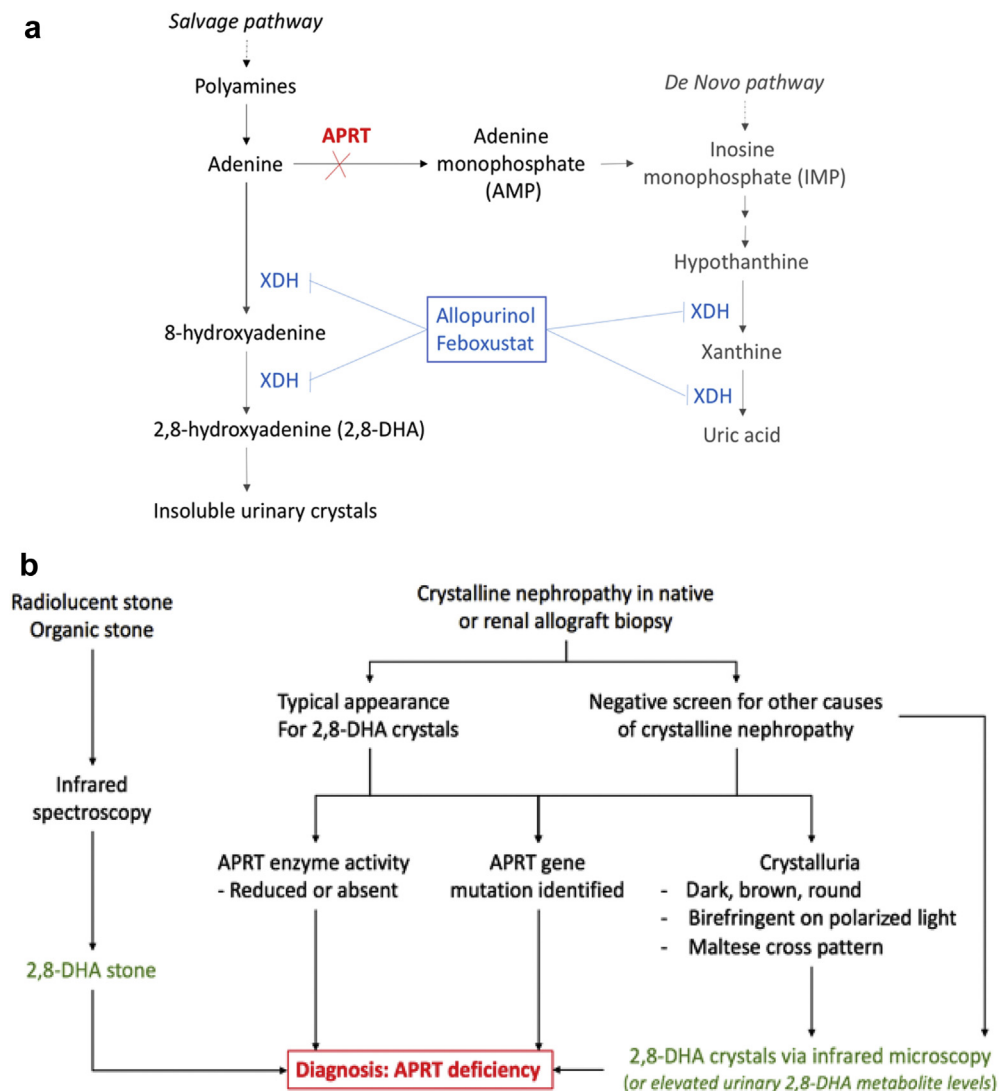 a
Salvage pathway
Polyamines
De Novo pathway
APRT
Adenine
Adenine
monophosphate
(AMP)
Inosine
monophosphate (IMP)
Hypothanthine
XDH
Allopurinol
Feboxustat
XDH
8-hydroxyadenine
Xanthine
XDH
XDH
2,8-hydroxyadenine (2,8-DHA)
Uric acid
Insoluble urinary crystals
b
Radiolucent stone
Organic stone
Crystalline nephropathy in native
or renal allograft biopsy
Typical appearance
For 2,8-DHA crystals
Negative screen for other causes
of crystalline nephropathy
Infrared
spectroscopy
APRT enzyme activity
- Reduced or absent
APRT gene
mutation identified
Crystalluria
- Dark, brown, round
- Birefringent on polarized light
- Maltese cross pattern
2,8-DHA stone
Diagnosis: APRT deficiency
2,8-DHA crystals via infrared microscopy
(or elevated urinary 2,8-DHA metabolite levels)